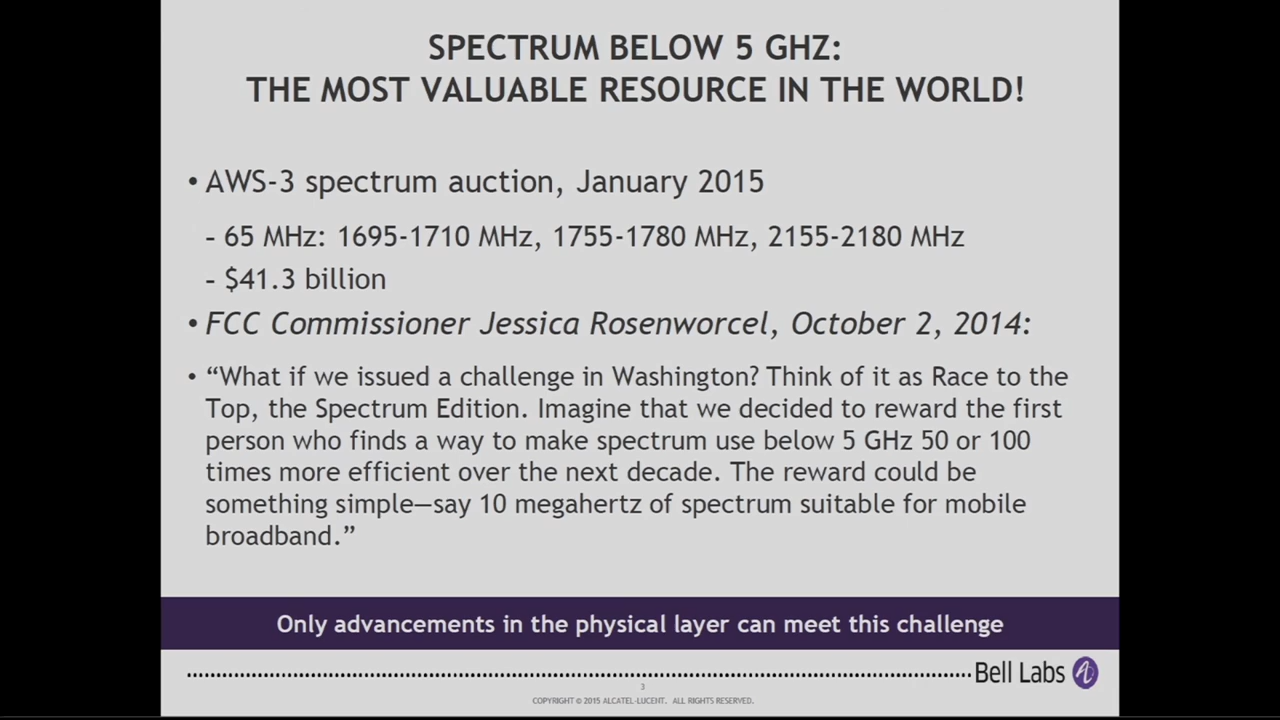 SPECTRUM BELOW 5 GHZ:
THE MOST VALUABLE RESOURCE IN THE WORLD!
• AWS-3 spectrum auction, January 2015
– 65 MHz: 1695-1710 MHz, 1755-1780 MHz, 2155-2180 MHz
– $41.3 billion
• FCC Commissioner Jessica Rosenworcel, October 2, 2014:
• “What if we issued a challenge in Washington? Think of it as Race to the
Top, the Spectrum Edition. Imagine that we decided to reward the first
person who finds a way to make spectrum use below 5 GHz 50 or 100
times more efficient over the next decade. The reward could be
something simple—say 10 megahertz of spectrum suitable for mobile
broadband.”
Only advancements in the physical layer can meet this challenge
Bell Labs
3
COPYRIGHT © 2015 ALCATEL-LUCENT. ALL RIGHTS RESERVED.